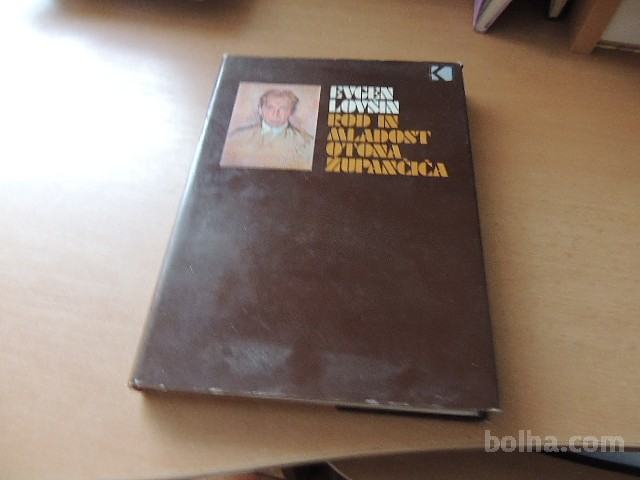 EVGEN
LOVŠIN
ROD IN
MLADOST
OTONA
ŽUPANČIČA
K
bolha.com